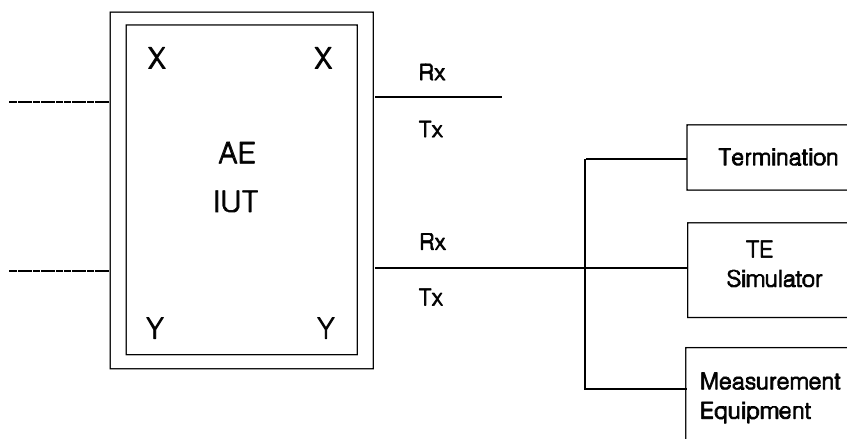 X X
Rx
Tx
AE
IUT
Termination
Rx
Tx
TE
Simulator
Y Y
Measurement
Equipment